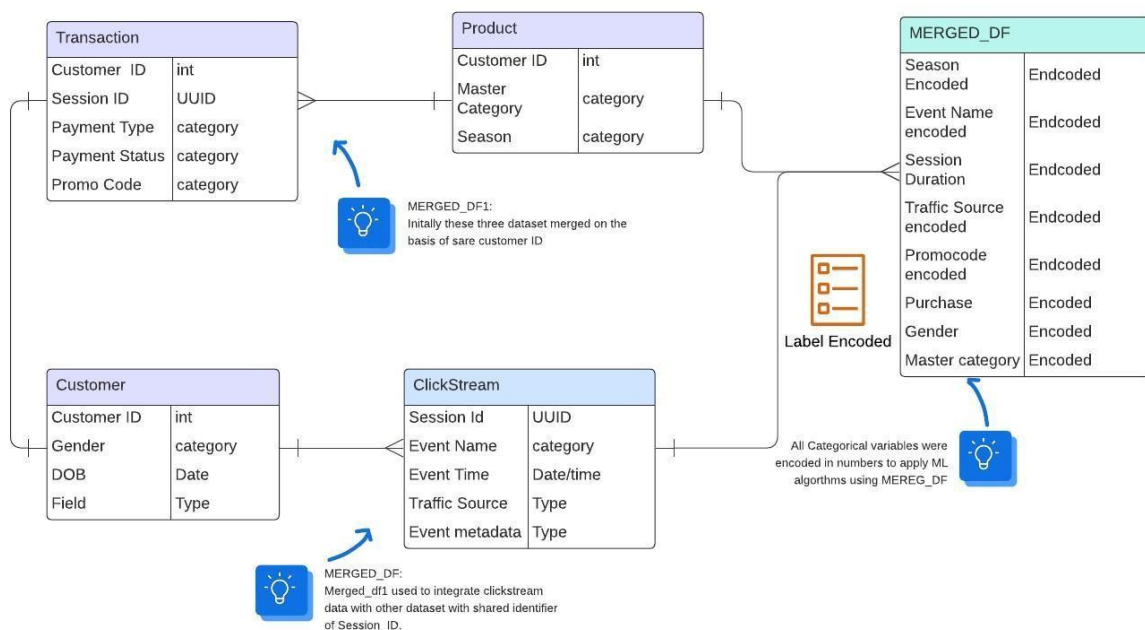 Transaction
Customer ID int
Session ID UUID
Payment Type category
Payment Status category
Promo Code category
Product
Customer ID int
Master
Category category
Season category
MERGED_DF
Season
Encoded Endcoded
Event Name
encoded Endcoded
Session
Duration Endcoded
Traffic Source
encoded Endcoded
Promocode
encoded Endcoded
Purchase Encoded
Gender Encoded
Master category Encoded
MERGED_DF1:
Initally these three dataset merged on the
basis of sare customer ID
Label Encoded
Customer
Customer ID int
Gender category
DOB Date
Field Type
ClickStream
Session Id UUID
Event Name category
Event Time Date/time
Traffic Source Type
Event metadata Type
All Categorical variables were
encoded in numbers to apply ML
algorthms using MEREG_DF
MERGED_DF:
Merged_df1 used to integrate clickstream
data with other dataset with shared identifier
of Session_ID.